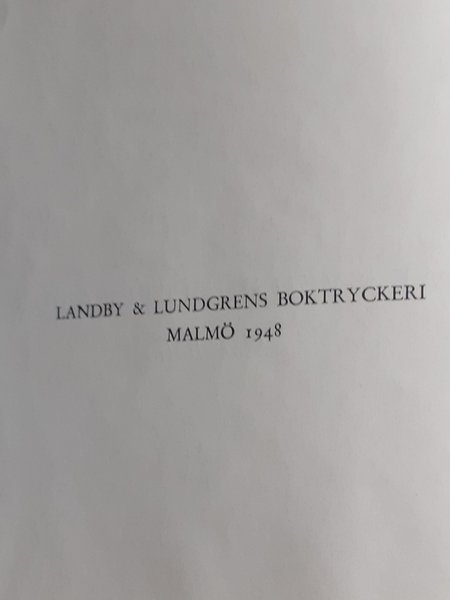 LANDBY & LUNDGRENS BOKTRYCKERI
MALMÖ 1948